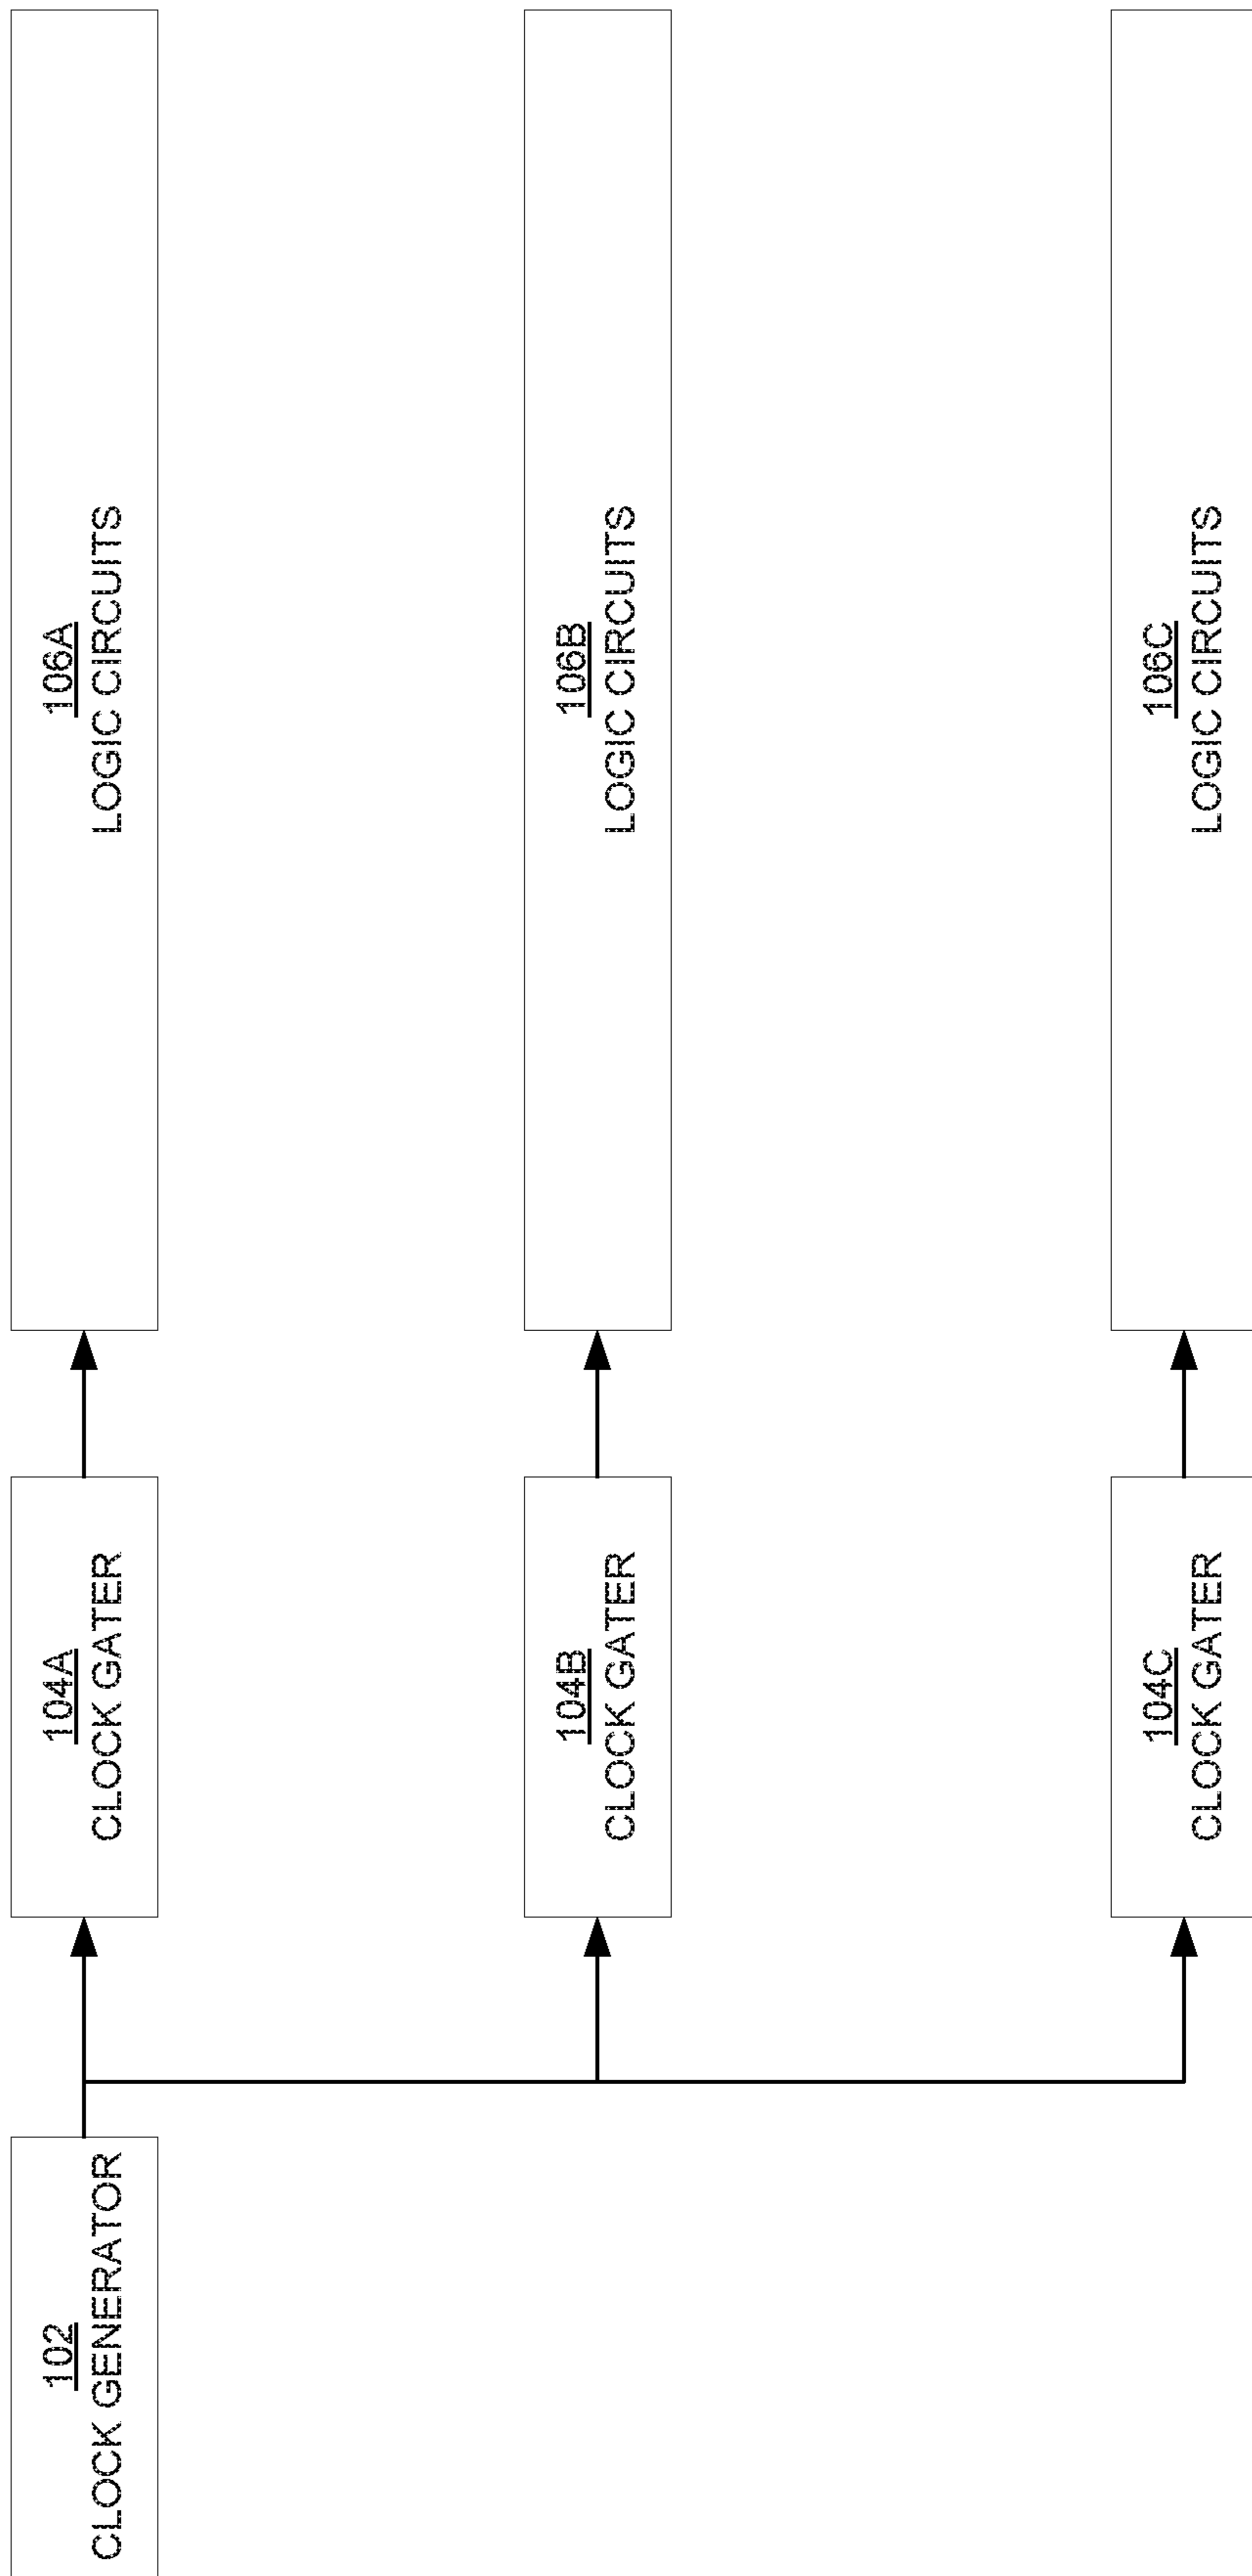 102
CLOCK GENERATOR
104A
CLOCK GATER
106A
LOGIC CIRCUITS
104B
CLOCK GATER
106B
LOGIC CIRCUITS
104C
CLOCK GATER
106C
LOGIC CIRCUITS